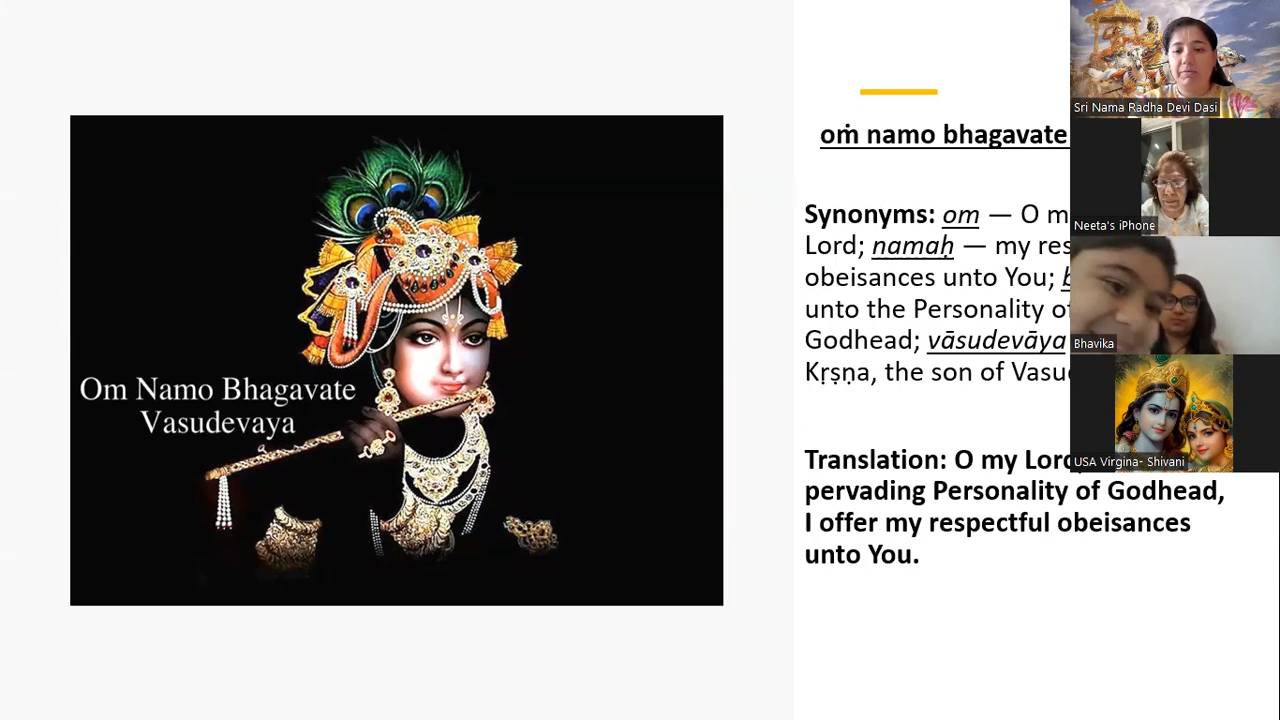 Om Namo Bhagavate
Vasudevaya
oṁ namo bhagavate
Synonyms: om — O m
Lord; namaḥ — my res
obeisances unto You; b
unto the Personality of
Godhead; vāsudevāya
Kṛṣṇa, the son of Vasu
Translation: O my Lord,
pervading Personality of Godhead,
I offer my respectful obeisances
unto You.
Sri Nama Radha Devi Dasi
Neeta's iPhone
Bhavika
USA Virgina- Shivani